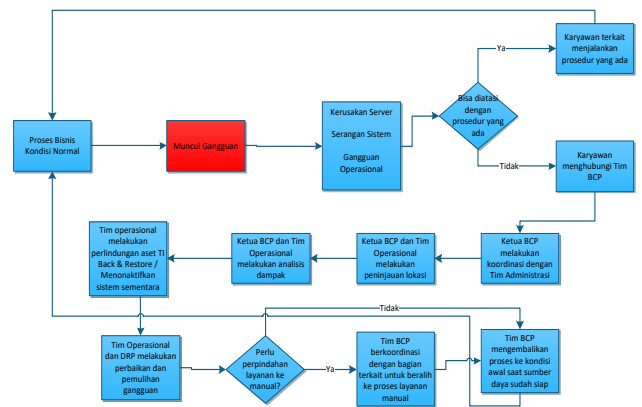 Karyawan terkait
menjalankan
prosedur yang ada
Ya
Bisa diatasi
dengan
prosedur yang
ada
Kerusakan Server
Serangan Sistem
Gangguan
Operasional
Proses Bisnis
Kondisi Normal
Muncul Gangguan
Tidak
Karyawan
menghubungi Tim
BCP
Tim operasional
melakukan
perlindungan aset TI
Back & Restore /
Menonaktifkan
sistem sementara
Ketua BCP dan Tim
Operasional
melakukan analisis
dampak
Ketua BCP dan Tim
Operasional
melakukan
peninjauan lokasi
Ketua BCP
melakukan
koordinasi dengan
Tim Administrasi
Tidak
Tim Operasional
dan DRP melakukan
perbaikan dan
pemulihan
gangguan
Perlu
perpindahan
layanan ke
manual?
Ya
Tim BCP
berkoordinasi
dengan bagian
terkait untuk beralih
ke proses layanan
manual
Tim BCP
mengembalikan
proses ke kondisi
awal saat sumber
daya sudah siap